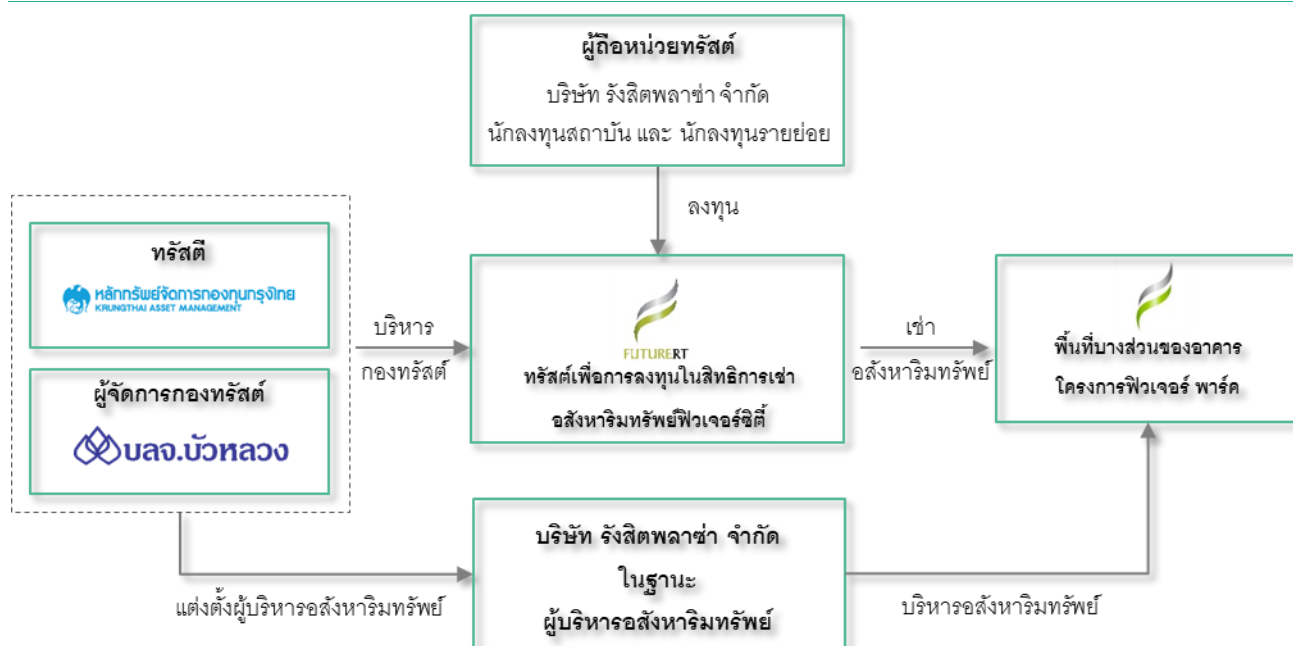 ผู้ถือหน่วยทรัสต์
บริษัท รังสิตพลาซ่า จำกัด
นักลงทุนสถาบัน และ นักลงทุนรายย่อย
ลงทุน
ทรัสตี
หลักทรัพย์จัดการกองทุนกรุงไทย
KRUNGTHAI ASSET MANAGEMENT
ผู้จัดการกองทรัสต์
บลจ.บัวหลวง
บริหาร
กองทรัสต์
FUTURERT
ทรัสต์เพื่อการลงทุนในสิทธิการเช่า
อสังหาริมทรัพย์ฟิวเจอร์ซิตี้
เช่า
อสังหาริมทรัพย์
พื้นที่บางส่วนของอาคาร
โครงการฟิวเจอร์ พาร์ค
แต่งตั้งผู้บริหารอสังหาริมทรัพย์
บริษัท รังสิตพลาซ่า จำกัด
ในฐานะ
ผู้บริหารอสังหาริมทรัพย์
บริหารอสังหาริมทรัพย์